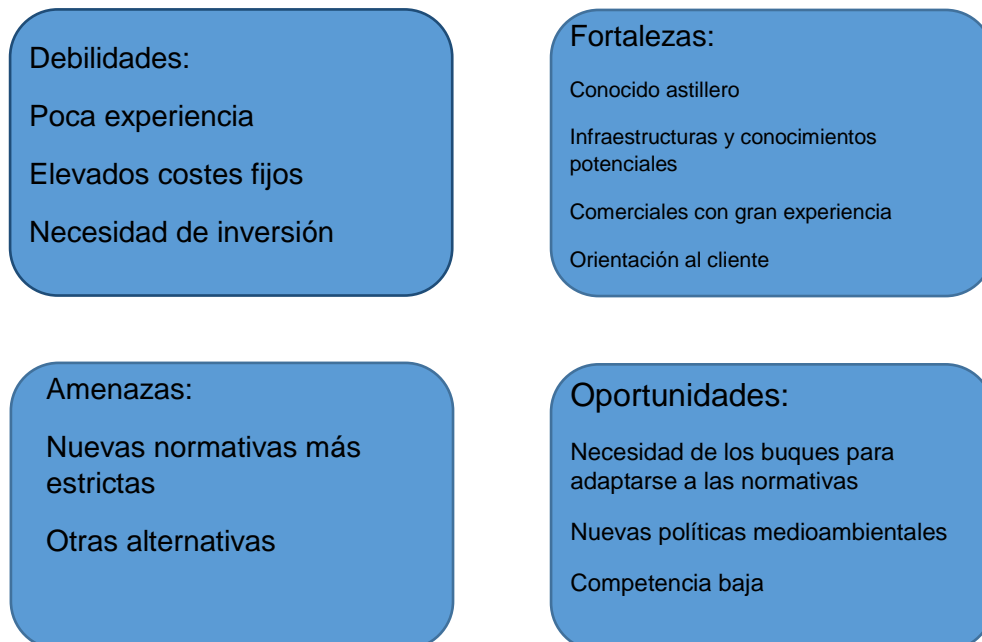 Debilidades:
Poca experiencia
Elevados costes fijos
Necesidad de inversión
Fortalezas:
Conocido astillero
Infraestructuras y conocimientos
potenciales
Comerciales con gran experiencia
Orientación al cliente
Amenazas:
Nuevas normativas más
estrictas
Otras alternativas
Oportunidades:
Necesidad de los buques para
adaptarse a las normativas
Nuevas políticas medioambientales
Competencia baja